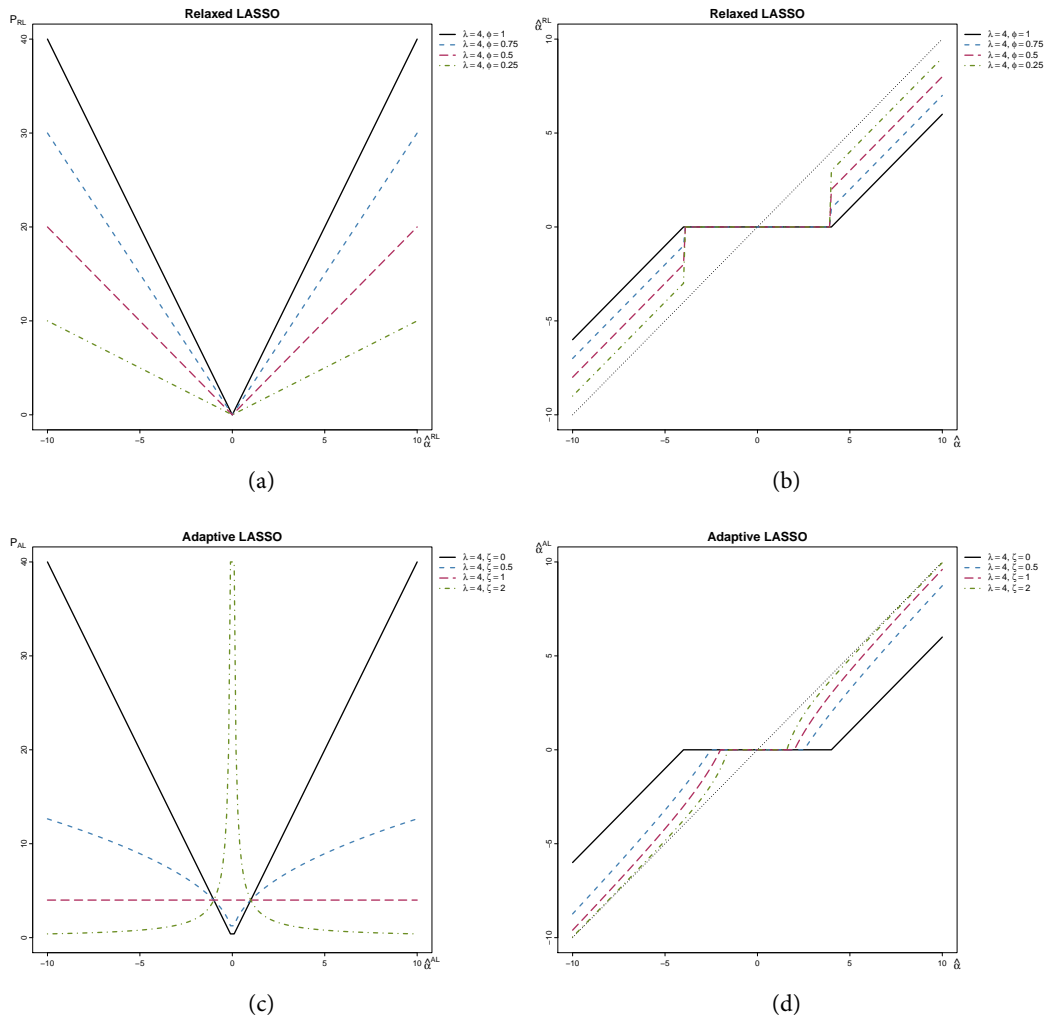 Relaxed LASSO
P_RL
40
30
20
10
0
−10
−5
0
5
10
α̂^RL
λ = 4, ϕ = 1
λ = 4, ϕ = 0.75
λ = 4, ϕ = 0.5
λ = 4, ϕ = 0.25
(a)
Relaxed LASSO
α̂^RL
10
5
0
−5
−10
−10
−5
0
5
10
α̂
λ = 4, ϕ = 1
λ = 4, ϕ = 0.75
λ = 4, ϕ = 0.5
λ = 4, ϕ = 0.25
(b)
Adaptive LASSO
P_AL
40
30
20
10
0
−10
−5
0
5
10
α̂^AL
λ = 4, ζ = 0
λ = 4, ζ = 0.5
λ = 4, ζ = 1
λ = 4, ζ = 2
(c)
Adaptive LASSO
α̂^AL
10
5
0
−5
−10
−10
−5
0
5
10
α̂
λ = 4, ζ = 0
λ = 4, ζ = 0.5
λ = 4, ζ = 1
λ = 4, ζ = 2
(d)